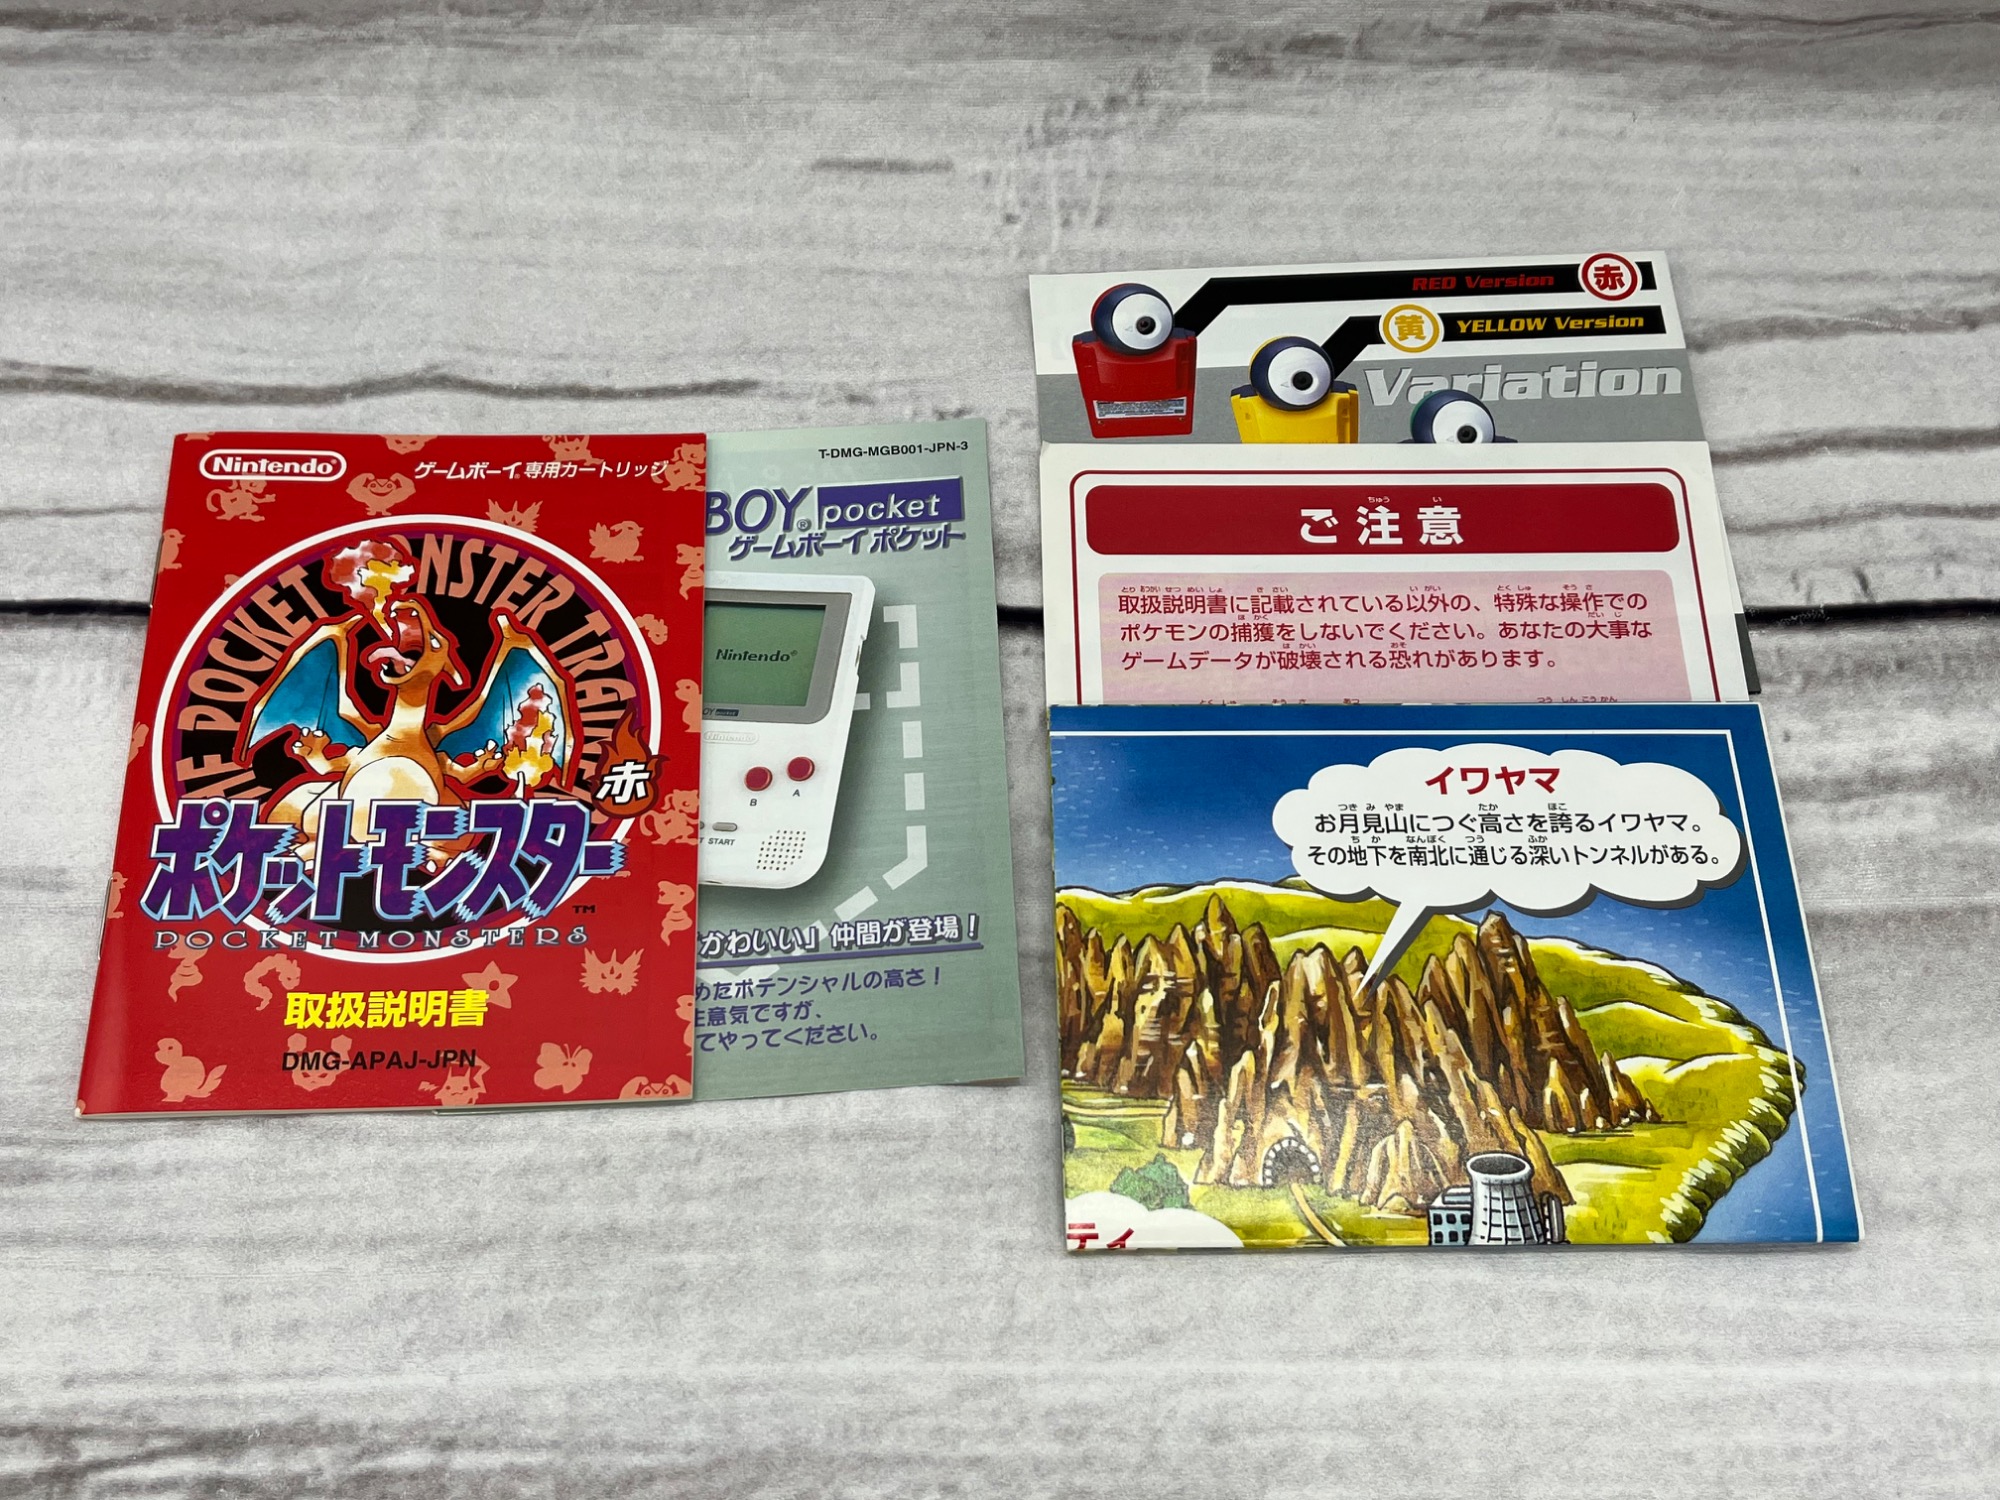 Nintendo®
ゲームボーイ®専用カートリッジ
POCKET MONSTER TRAINER
赤
ポケットモンスター
TM
POCKET MONSTERS
取扱説明書
DMG-APAJ-JPN
T-DMG-MGB001-JPN-3
BOY® pocket
ゲームボーイポケット
Nintendo®
B
A
START
かわいい」仲間が登場！
めたポテンシャルの高さ！
注意気ですが、
てやってください。
RED Version 赤
黄 YELLOW Version
Variation
ご注意
取扱説明書に記載されている以外の、特殊な操作での
ポケモンの捕獲をしないでください。あなたの大事な
ゲームデータが破壊される恐れがあります。
イワヤマ
お月見山につぐ高さを誇るイワヤマ。
その地下を南北に通じる深いトンネルがある。
ティ